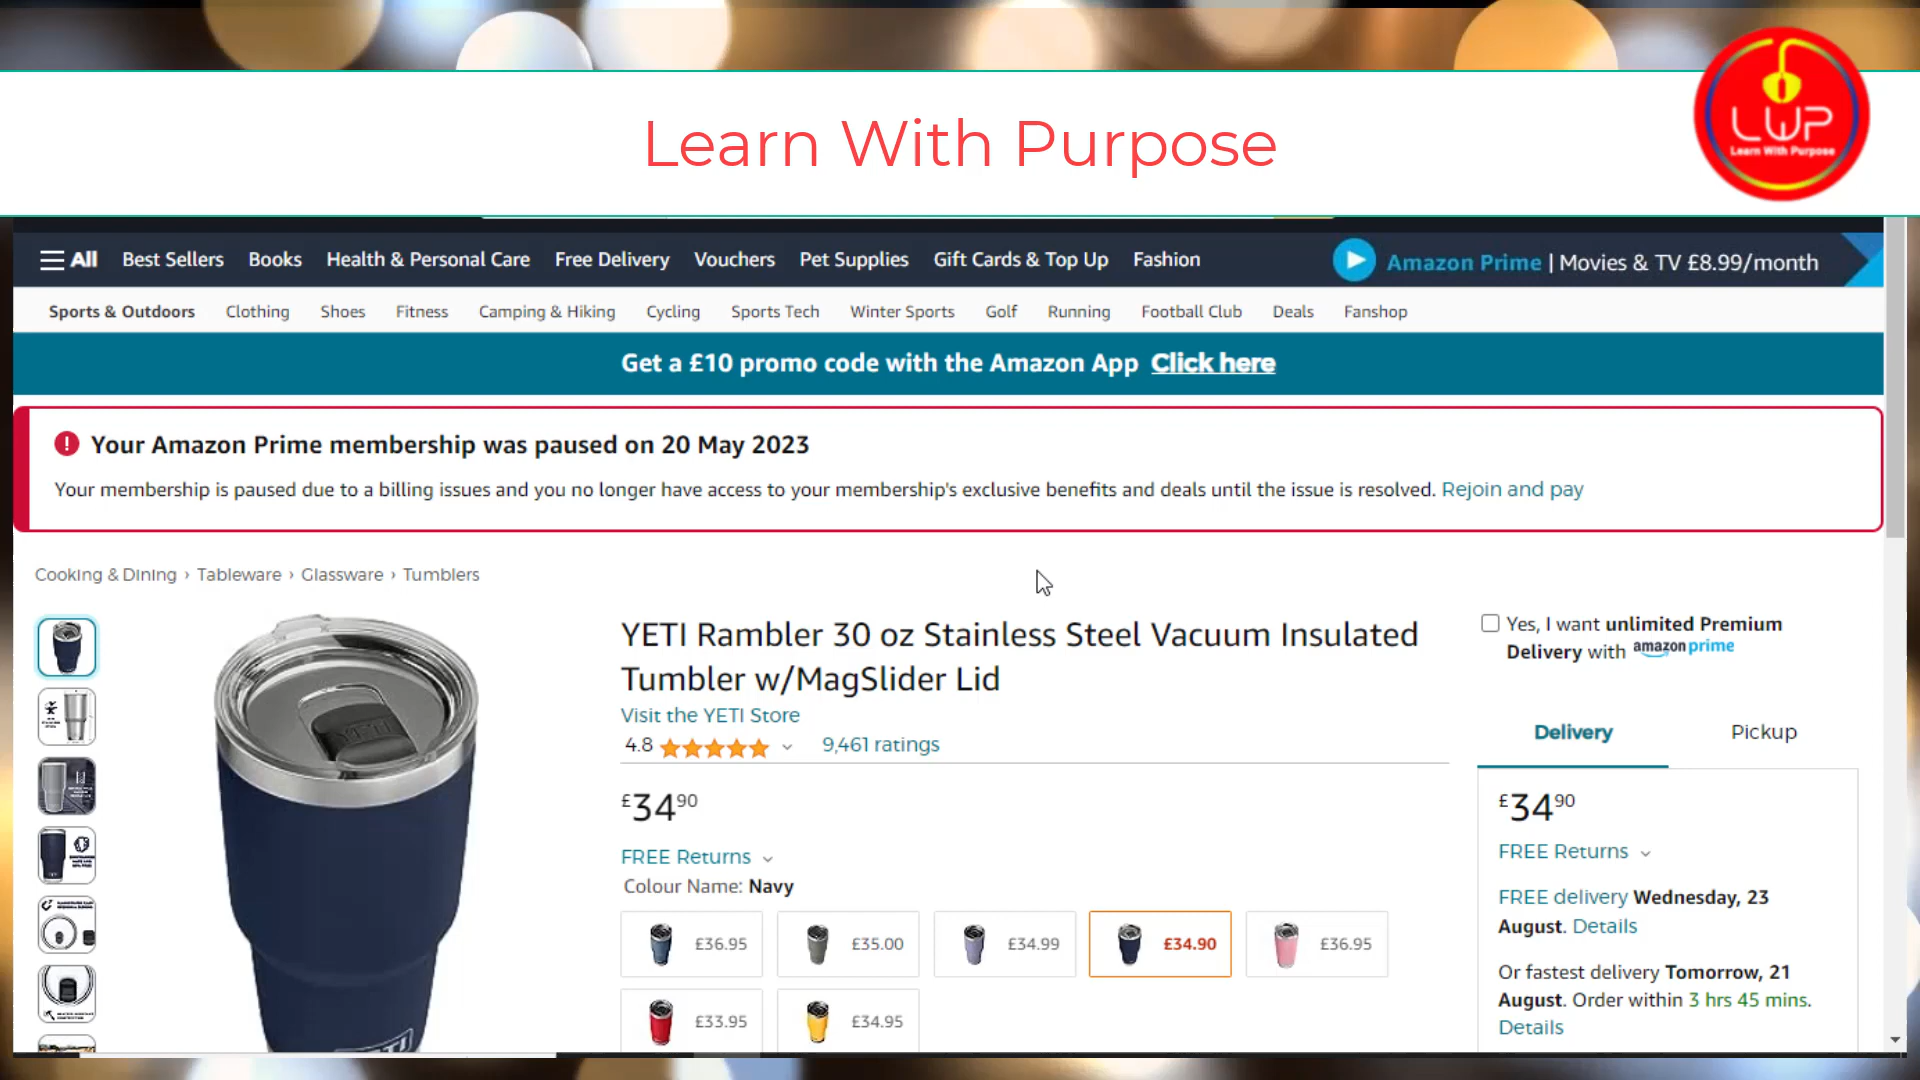 Learn With Purpose
LWP
Learn With Purpose
All Best Sellers Books Health & Personal Care Free Delivery Vouchers Pet Supplies Gift Cards & Top Up Fashion
Amazon Prime | Movies & TV £8.99/month
Sports & Outdoors Clothing Shoes Fitness Camping & Hiking Cycling Sports Tech Winter Sports Golf Running Football Club Deals Fanshop
Get a £10 promo code with the Amazon App Click here
Your Amazon Prime membership was paused on 20 May 2023
Your membership is paused due to a billing issues and you no longer have access to your membership's exclusive benefits and deals until the issue is resolved. Rejoin and pay
Cooking & Dining › Tableware › Glassware › Tumblers
YETI
YETI
YETI Rambler 30 oz Stainless Steel Vacuum Insulated
Tumbler w/MagSlider Lid
Visit the YETI Store
4.8 9,461 ratings
£34 90
FREE Returns
Colour Name: Navy
£36.95 £35.00 £34.99 £34.90 £36.95
£33.95 £34.95
Yes, I want unlimited Premium
Delivery with amazon prime
Delivery Pickup
£34 90
FREE Returns
FREE delivery Wednesday, 23
August. Details
Or fastest delivery Tomorrow, 21
August. Order within 3 hrs 45 mins.
Details